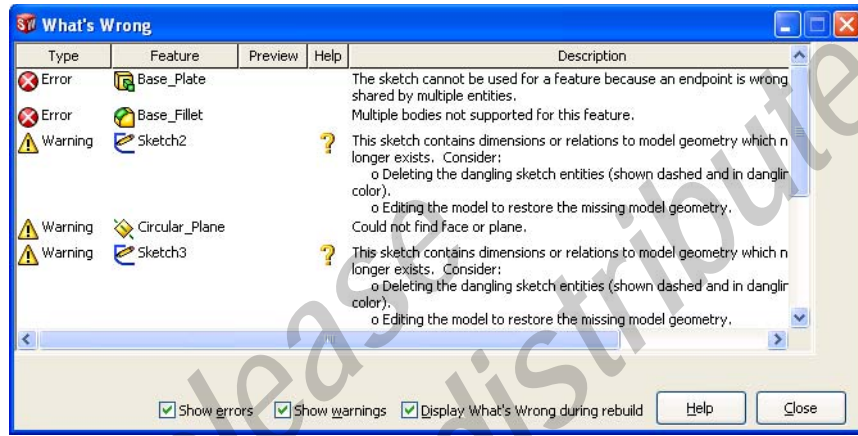 What's Wrong
Type Feature Preview Help Description
Error Base_Plate The sketch cannot be used for a feature because an endpoint is wrong
shared by multiple entities.
Error Base_Fillet Multiple bodies not supported for this feature.
Warning Sketch2 ? This sketch contains dimensions or relations to model geometry which n
longer exists. Consider:
o Deleting the dangling sketch entities (shown dashed and in danglin
color).
o Editing the model to restore the missing model geometry.
Warning Circular_Plane Could not find face or plane.
Warning Sketch3 ? This sketch contains dimensions or relations to model geometry which n
longer exists. Consider:
o Deleting the dangling sketch entities (shown dashed and in danglin
color).
o Editing the model to restore the missing model geometry.
Show errors Show warnings Display What's Wrong during rebuild Help Close